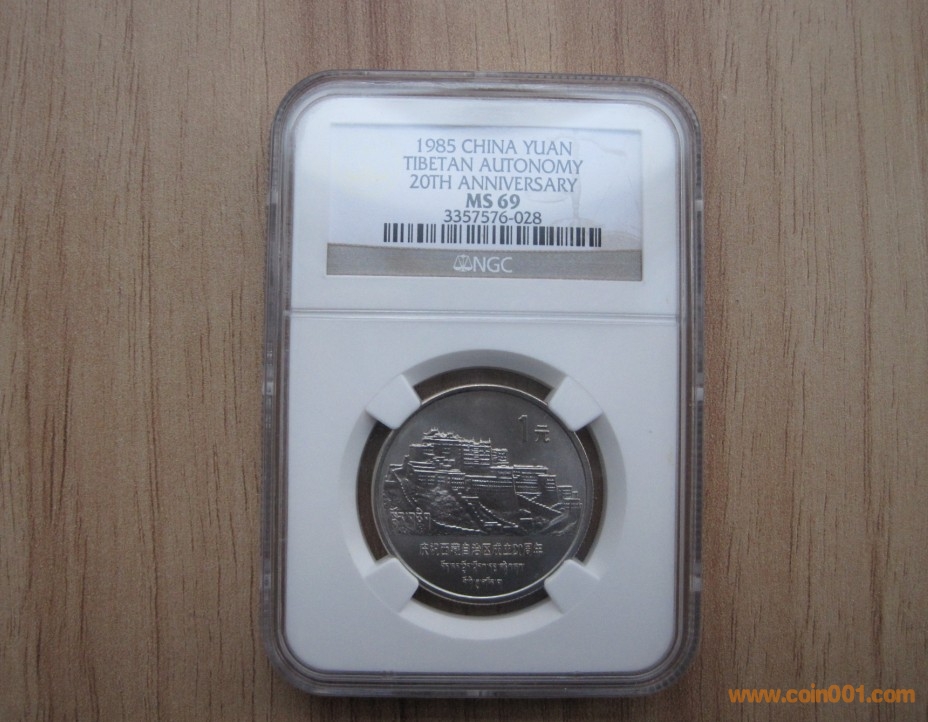 1985 CHINA YUAN
TIBETAN AUTONOMY
20TH ANNIVERSARY
MS 69
3357576-028
NGC
1元
庆祝西藏自治区成立20周年
www.coin001.com